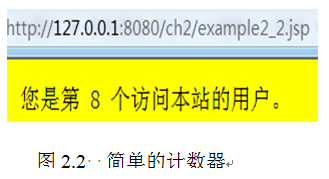 http://127.0.0.1:8080/ch2/example2_2.jsp
您是第 8 个访问本站的用户。
图 2.2 简单的计数器